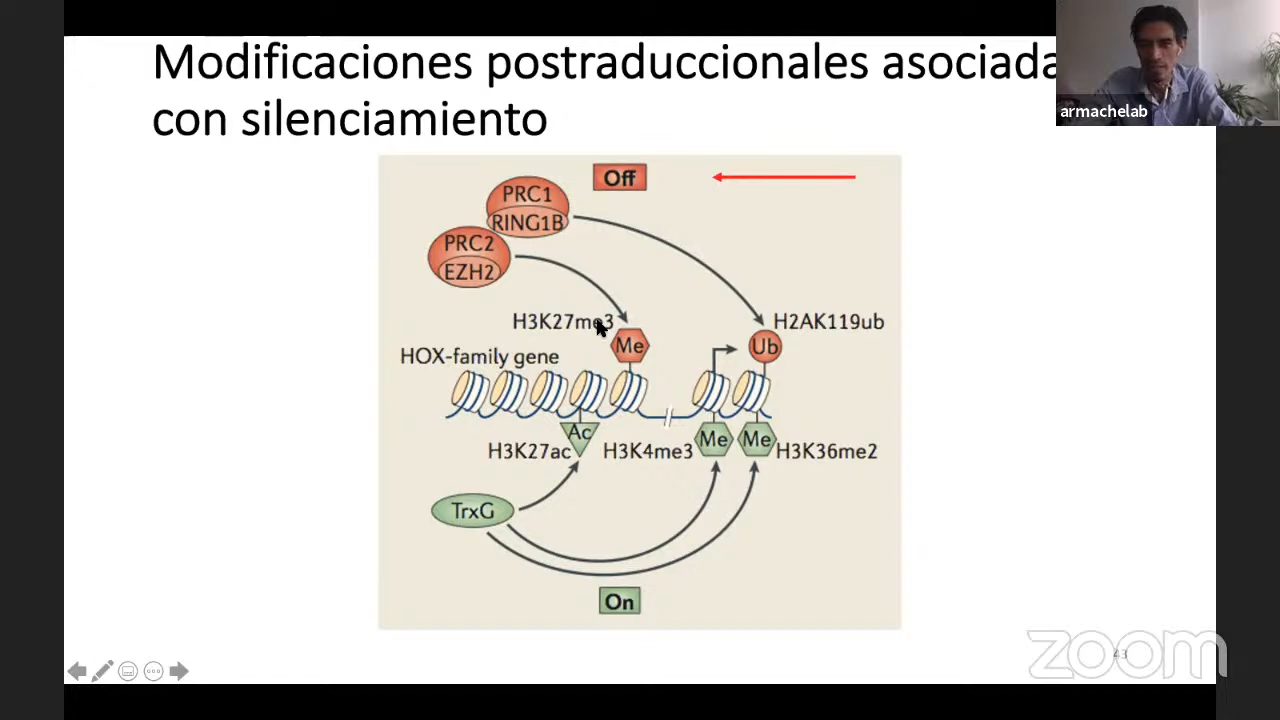 Modificaciones postraduccionales asociada
con silenciamiento
armachelab
Off
PRC1
RING1B
PRC2
EZH2
H3K27me3
H2AK119ub
Me
Ub
HOX-family gene
Ac
Me
Me
H3K27ac
H3K4me3
H3K36me2
TrxG
On
zoom
43